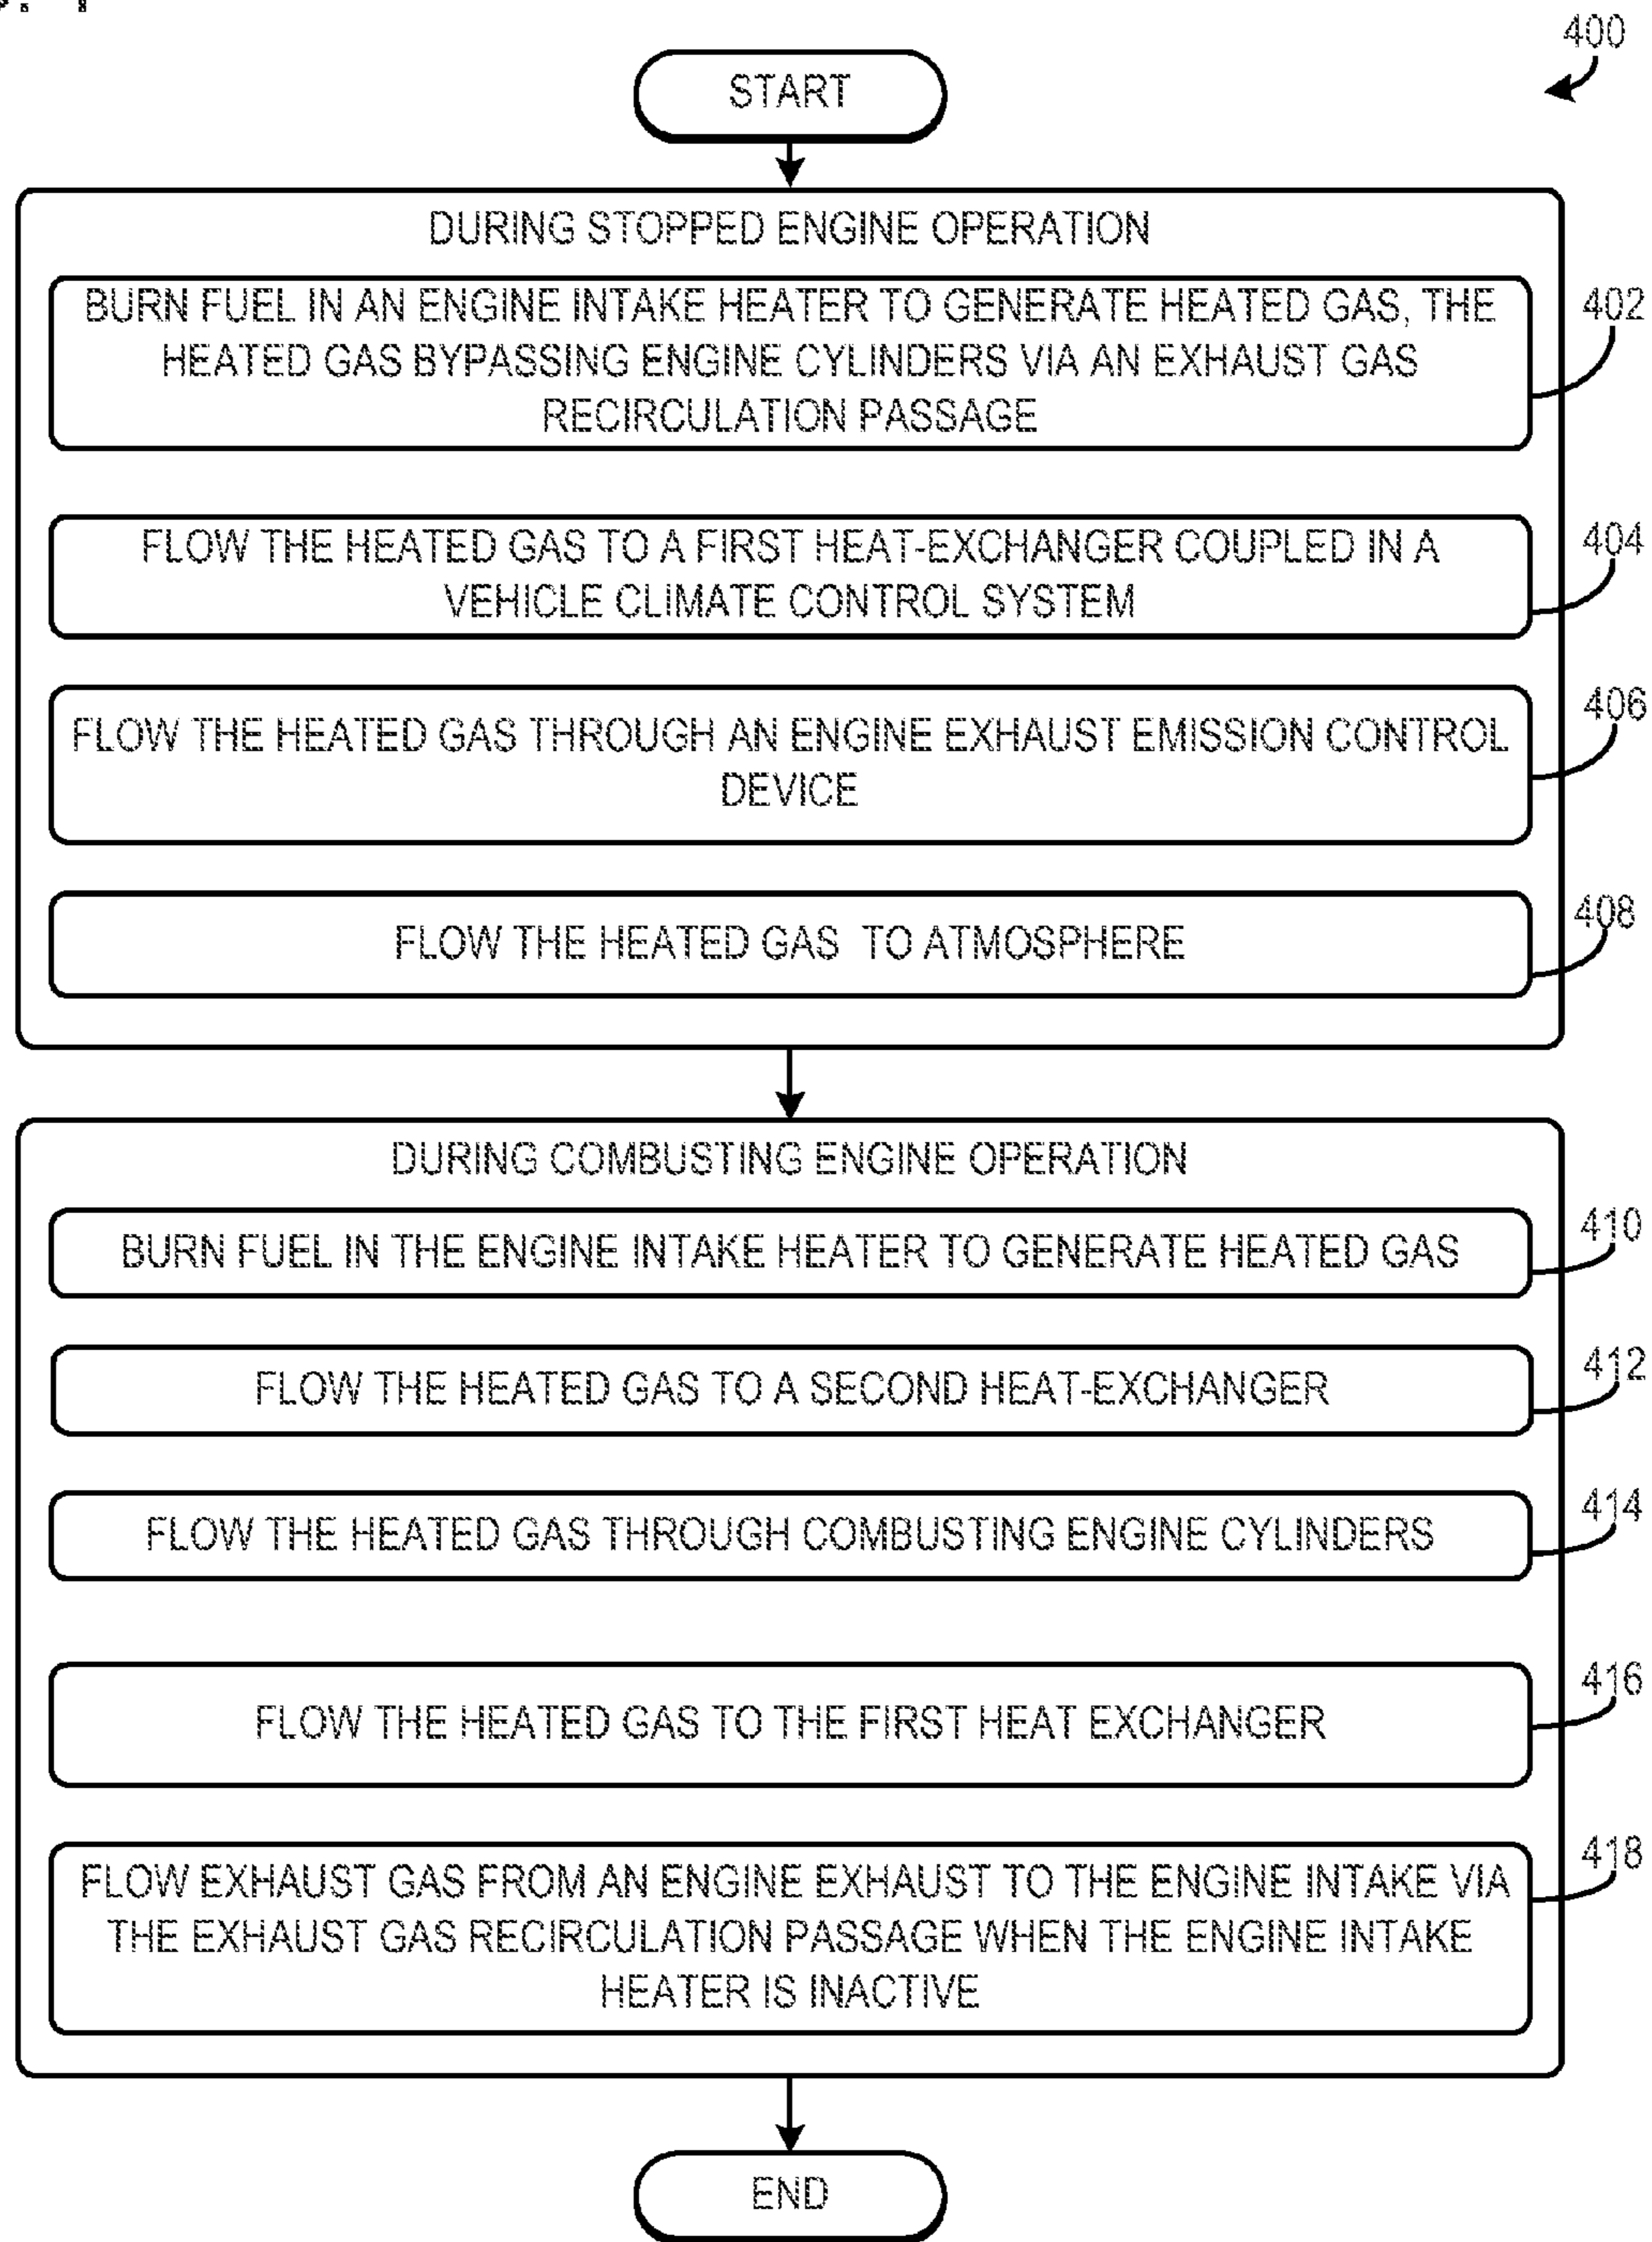 400
START
DURING STOPPED ENGINE OPERATION
BURN FUEL IN AN ENGINE INTAKE HEATER TO GENERATE HEATED GAS, THE
HEATED GAS BYPASSING ENGINE CYLINDERS VIA AN EXHAUST GAS
RECIRCULATION PASSAGE
402
FLOW THE HEATED GAS TO A FIRST HEAT-EXCHANGER COUPLED IN A
VEHICLE CLIMATE CONTROL SYSTEM
404
FLOW THE HEATED GAS THROUGH AN ENGINE EXHAUST EMISSION CONTROL
DEVICE
406
FLOW THE HEATED GAS TO ATMOSPHERE
408
DURING COMBUSTING ENGINE OPERATION
BURN FUEL IN THE ENGINE INTAKE HEATER TO GENERATE HEATED GAS
410
FLOW THE HEATED GAS TO A SECOND HEAT-EXCHANGER
412
FLOW THE HEATED GAS THROUGH COMBUSTING ENGINE CYLINDERS
414
FLOW THE HEATED GAS TO THE FIRST HEAT EXCHANGER
416
FLOW EXHAUST GAS FROM AN ENGINE EXHAUST TO THE ENGINE INTAKE VIA
THE EXHAUST GAS RECIRCULATION PASSAGE WHEN THE ENGINE INTAKE
HEATER IS INACTIVE
418
END